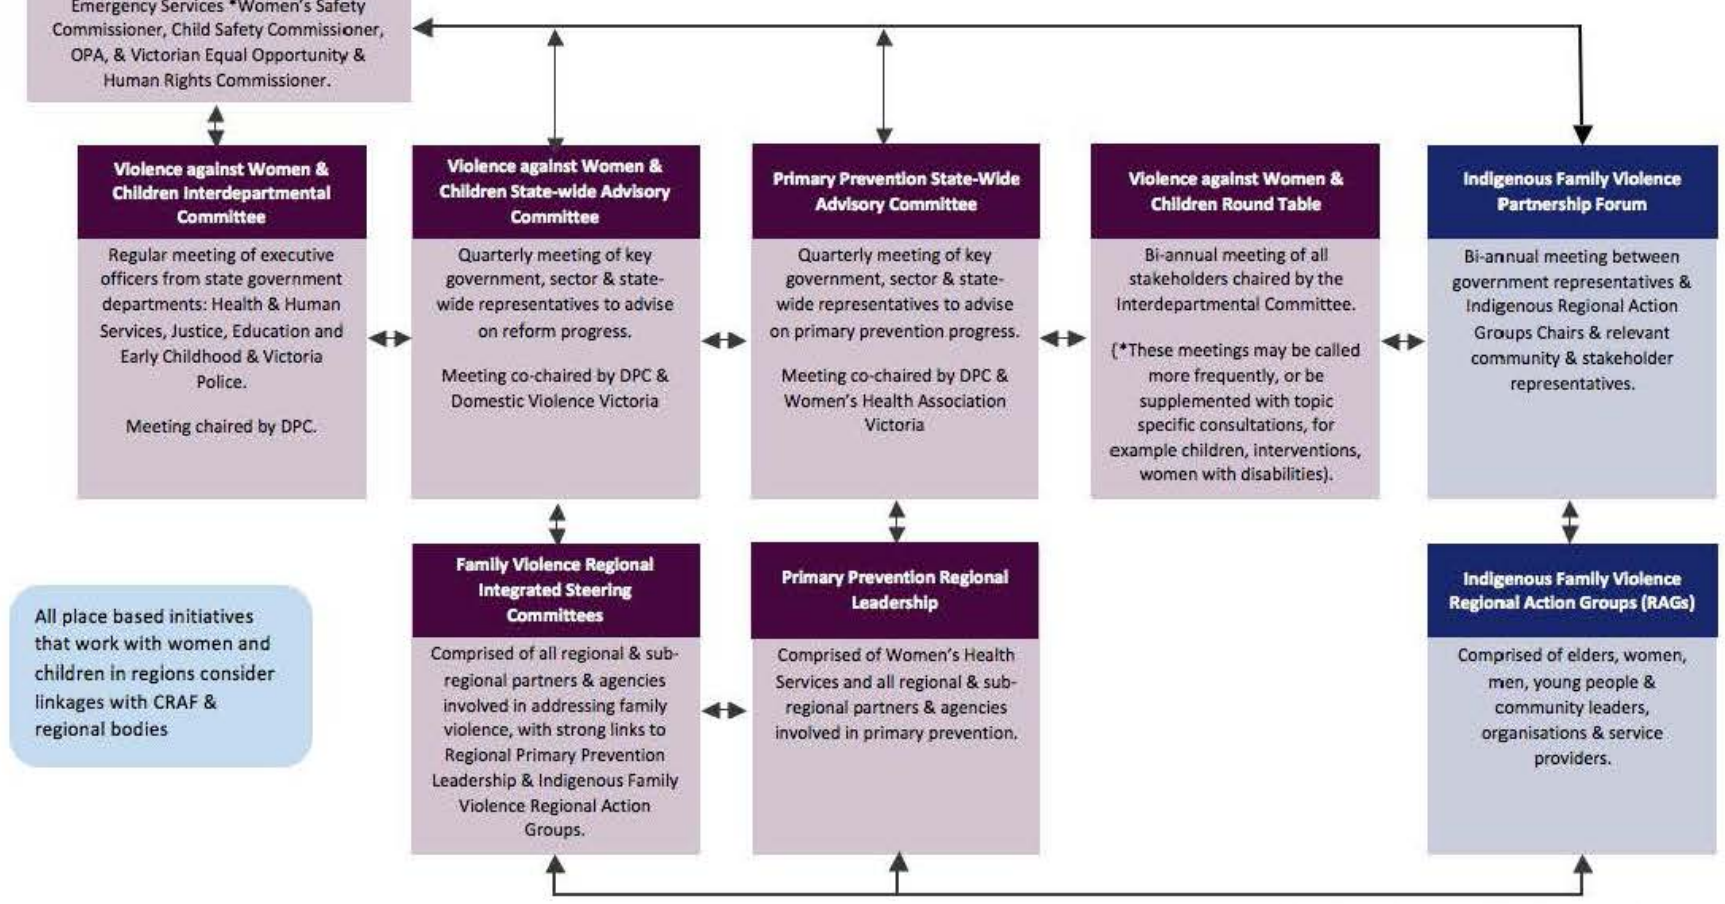 Emergency Services *Women's Safety
Commissioner, Child Safety Commissioner,
OPA, & Victorian Equal Opportunity &
Human Rights Commissioner.
Violence against Women &
Children Interdepartmental
Committee
Regular meeting of executive
officers from state government
departments: Health & Human
Services, Justice, Education and
Early Childhood & Victoria
Police.
Meeting chaired by DPC.
Violence against Women &
Children State-wide Advisory
Committee
Quarterly meeting of key
government, sector & state-
wide representatives to advise
on reform progress.
Meeting co-chaired by DPC &
Domestic Violence Victoria
Primary Prevention State-Wide
Advisory Committee
Quarterly meeting of key
government, sector & state-
wide representatives to advise
on primary prevention progress.
Meeting co-chaired by DPC &
Women's Health Association
Victoria
Violence against Women &
Children Round Table
Bi-annual meeting of all
stakeholders chaired by the
Interdepartmental Committee.
(*These meetings may be called
more frequently, or be
supplemented with topic
specific consultations, for
example children, interventions,
women with disabilities).
Indigenous Family Violence
Partnership Forum
Bi-annual meeting between
government representatives &
Indigenous Regional Action
Groups Chairs & relevant
community & stakeholder
representatives.
All place based initiatives
that work with women and
children in regions consider
linkages with CRAF &
regional bodies
Family Violence Regional
Integrated Steering
Committees
Comprised of all regional & sub-
regional partners & agencies
involved in addressing family
violence, with strong links to
Regional Primary Prevention
Leadership & Indigenous Family
Violence Regional Action
Groups.
Primary Prevention Regional
Leadership
Comprised of Women's Health
Services and all regional & sub-
regional partners & agencies
involved in primary prevention.
Indigenous Family Violence
Regional Action Groups (RAGs)
Comprised of elders, women,
men, young people &
community leaders,
organisations & service
providers.